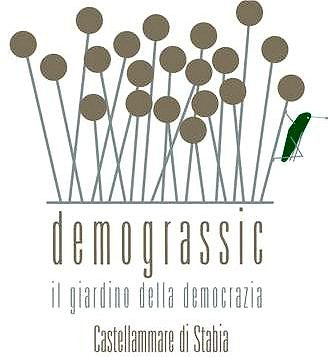 demograssic
il giardino della democrazia
Castellammare di Stabia